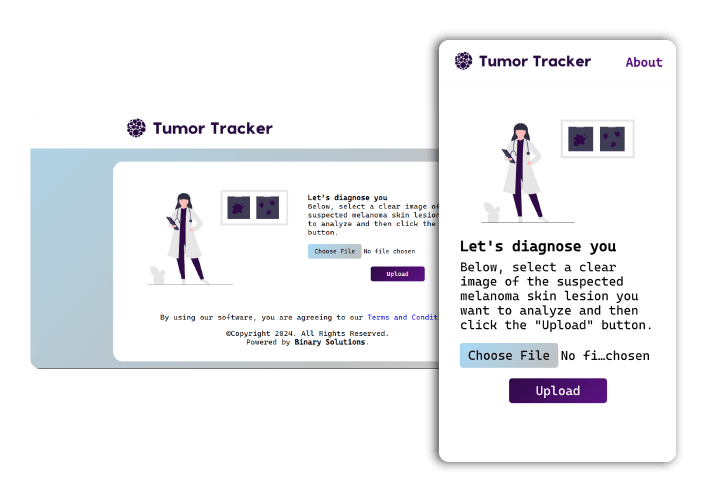 Tumor Tracker
Let's diagnose you
Below, select a clear image of
suspected melanoma skin lesion
to analyze and then click the
button.
Choose File No file chosen
Upload
By using our software, you are agreeing to our Terms and Condit
©Copyright 2024. All Rights Reserved.
Powered by Binary Solutions.
Tumor Tracker About
Let's diagnose you
Below, select a clear
image of the suspected
melanoma skin lesion you
want to analyze and then
click the "Upload" button.
Choose File No fi…chosen
Upload